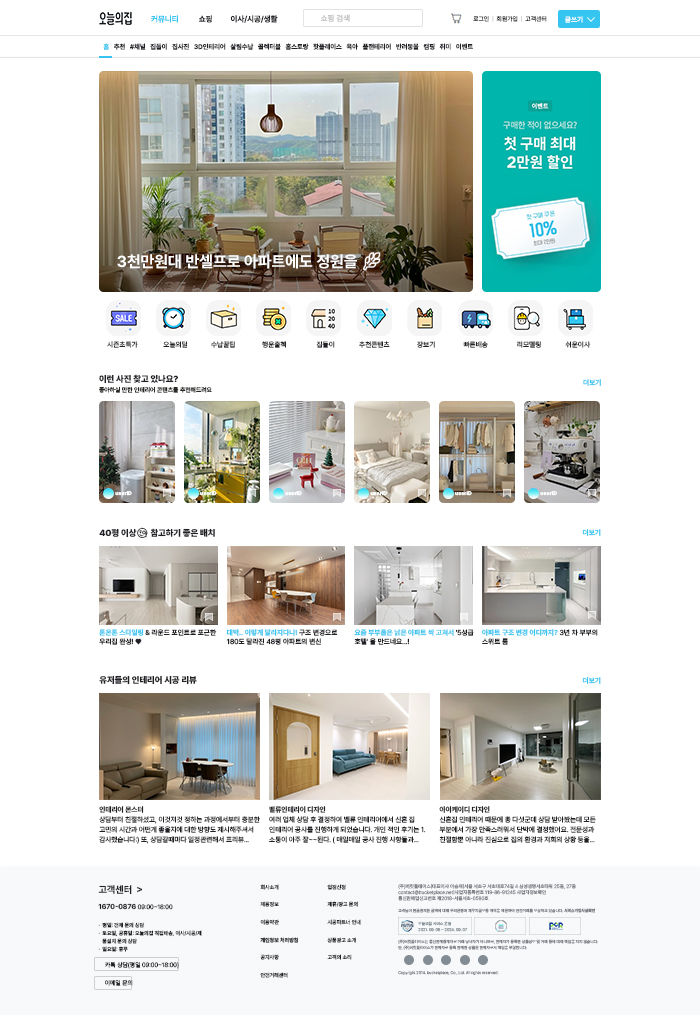 오늘의집 커뮤니티 쇼핑 이사/시공/생활 쇼핑 검색 로그인 회원가입 고객센터 글쓰기
홈 추천 #채널 집들이 집사진 3D인테리어 살림수납 콜렉터블 홈스토랑 핫플레이스 육아 플랜테리어 반려동물 캠핑 취미 이벤트
3천만원대 반셀프로 아파트에도 정원을
이벤트
구매한 적이 없으세요?
첫 구매 최대
2만원 할인
첫 구매 쿠폰
10%
최대 2만원
SALE
10
20
40
시즌초특가 오늘의딜 수납꿀팁 행운출첵 집들이 추천콘텐츠 장보기 빠른배송 리모델링 쉬운이사
이런 사진 찾고 있나요?
좋아하실 만한 인테리어 콘텐츠를 추천해드려요
더보기
userID userID userID userID userID userID
40평 이상 참고하기 좋은 배치
더보기
톤온톤 스타일링 & 라운드 포인트로 포근한
우리집 완성! ♥
대박... 이렇게 달라지다니! 구조 변경으로
180도 달라진 48평 아파트의 변신
요즘 부부들은 낡은 아파트 싹 고쳐서 '5성급
호텔' 을 만드네요...!
아파트 구조 변경 어디까지? 3년 차 부부의
스위트 룸
유저들의 인테리어 시공 리뷰
더보기
인테리어 몬스터
상담부터 친절하셨고, 이것저것 정하는 과정에서부터 충분한
고민의 시간과 어떤게 좋을지에 대한 방향도 제시해주셔서
감사했습니다:) 또, 상담갈때마다 일정관련해서 프리뷰...
벨류인테리어 디자인
여러 업체 상담 후 결정하여 벨류 인테리어에서 신혼 집
인테리어 공사를 진행하게 되었습니다. 개인 적인 후기는 1.
소통이 아주 잘~~된다. ( 매일매일 공사 진행 사항들과...
아이케이디 디자인
신혼집 인테리어 때문에 총 다섯군데 상담 받아봤는데 모든
부분에서 가장 만족스러워서 단박에 결정했어요. 전문성과
친절함뿐 아니라 진심으로 집의 환경과 저희의 상황 등을...
고객센터 >
1670-0876 09:00~18:00
· 평일: 전체 문의 상담
· 토요일, 공휴일: 오늘의집 직접배송, 이사/시공/제
품설치 문의 상담
· 일요일: 휴무
카톡 상담(평일 09:00~18:00)
이메일 문의
회사소개
채용정보
이용약관
개인정보 처리방침
공지사항
안전거래센터
입점신청
제휴/광고 문의
시공파트너 안내
상품광고 소개
고객의 소리
Copyright 2014. bucketplace, Co., Ltd. All rights reserved